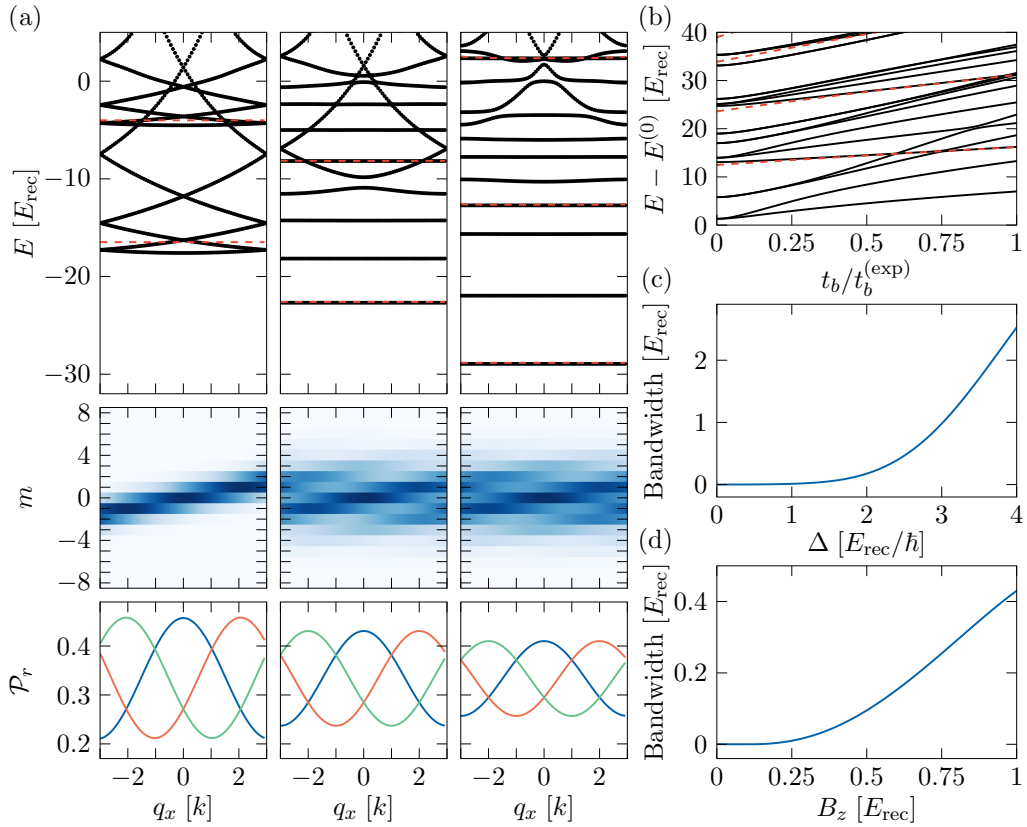 (a)
E [E_rec]
0
−10
−20
−30
m
8
4
0
−4
−8
𝒫_r
0.4
0.3
0.2
−2 0 2
−2 0 2
−2 0 2
q_x [k]
q_x [k]
q_x [k]
(b)
E − E^(0) [E_rec]
40
30
20
10
0
0 0.25 0.5 0.75 1
t_b/t_b^(exp)
(c)
Bandwidth [E_rec]
2
1
0
0 1 2 3 4
Δ [E_rec/ℏ]
(d)
Bandwidth [E_rec]
0.4
0.2
0
0 0.25 0.5 0.75 1
B_z [E_rec]